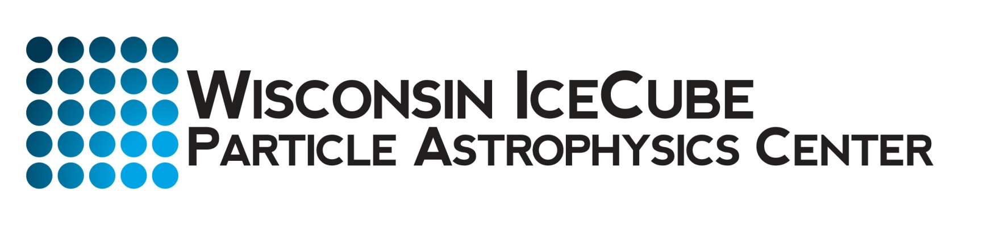 Wisconsin IceCube
Particle Astrophysics Center